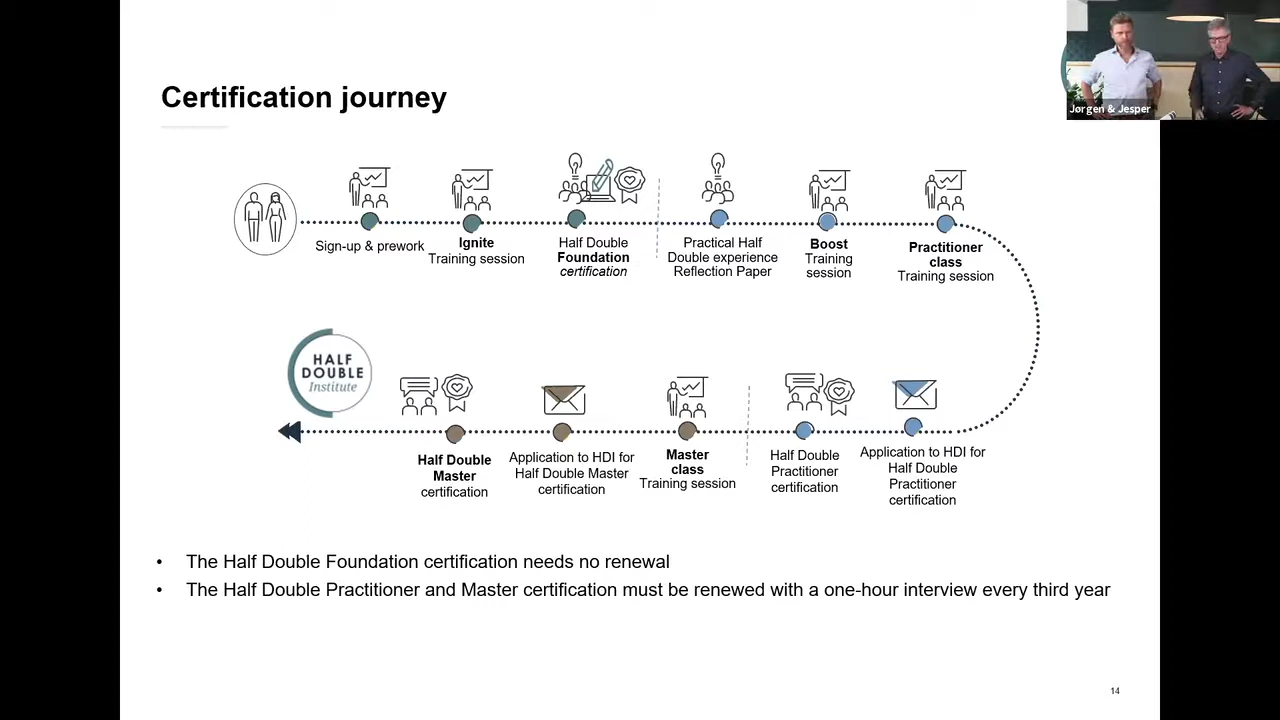 Certification journey
Jørgen & Jesper
Sign-up & prework
Ignite
Training session
Half Double
Foundation
certification
Practical Half
Double experience
Reflection Paper
Boost
Training
session
Practitioner
class
Training session
HALF
DOUBLE
Institute
Half Double
Master
certification
Application to HDI for
Half Double Master
certification
Master
class
Training session
Half Double
Practitioner
certification
Application to HDI for
Half Double
Practitioner
certification
• The Half Double Foundation certification needs no renewal
• The Half Double Practitioner and Master certification must be renewed with a one-hour interview every third year
14